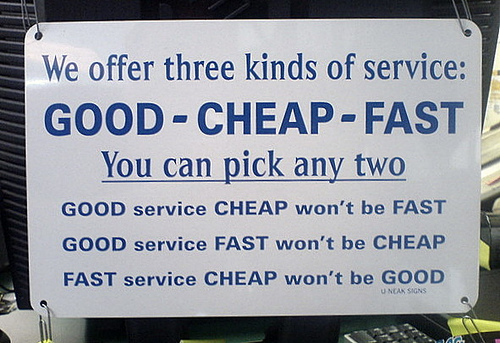 We offer three kinds of service:
GOOD - CHEAP - FAST
You can pick any two
GOOD service CHEAP won't be FAST
GOOD service FAST won't be CHEAP
FAST service CHEAP won't be GOOD
U-NEAK SIGNS